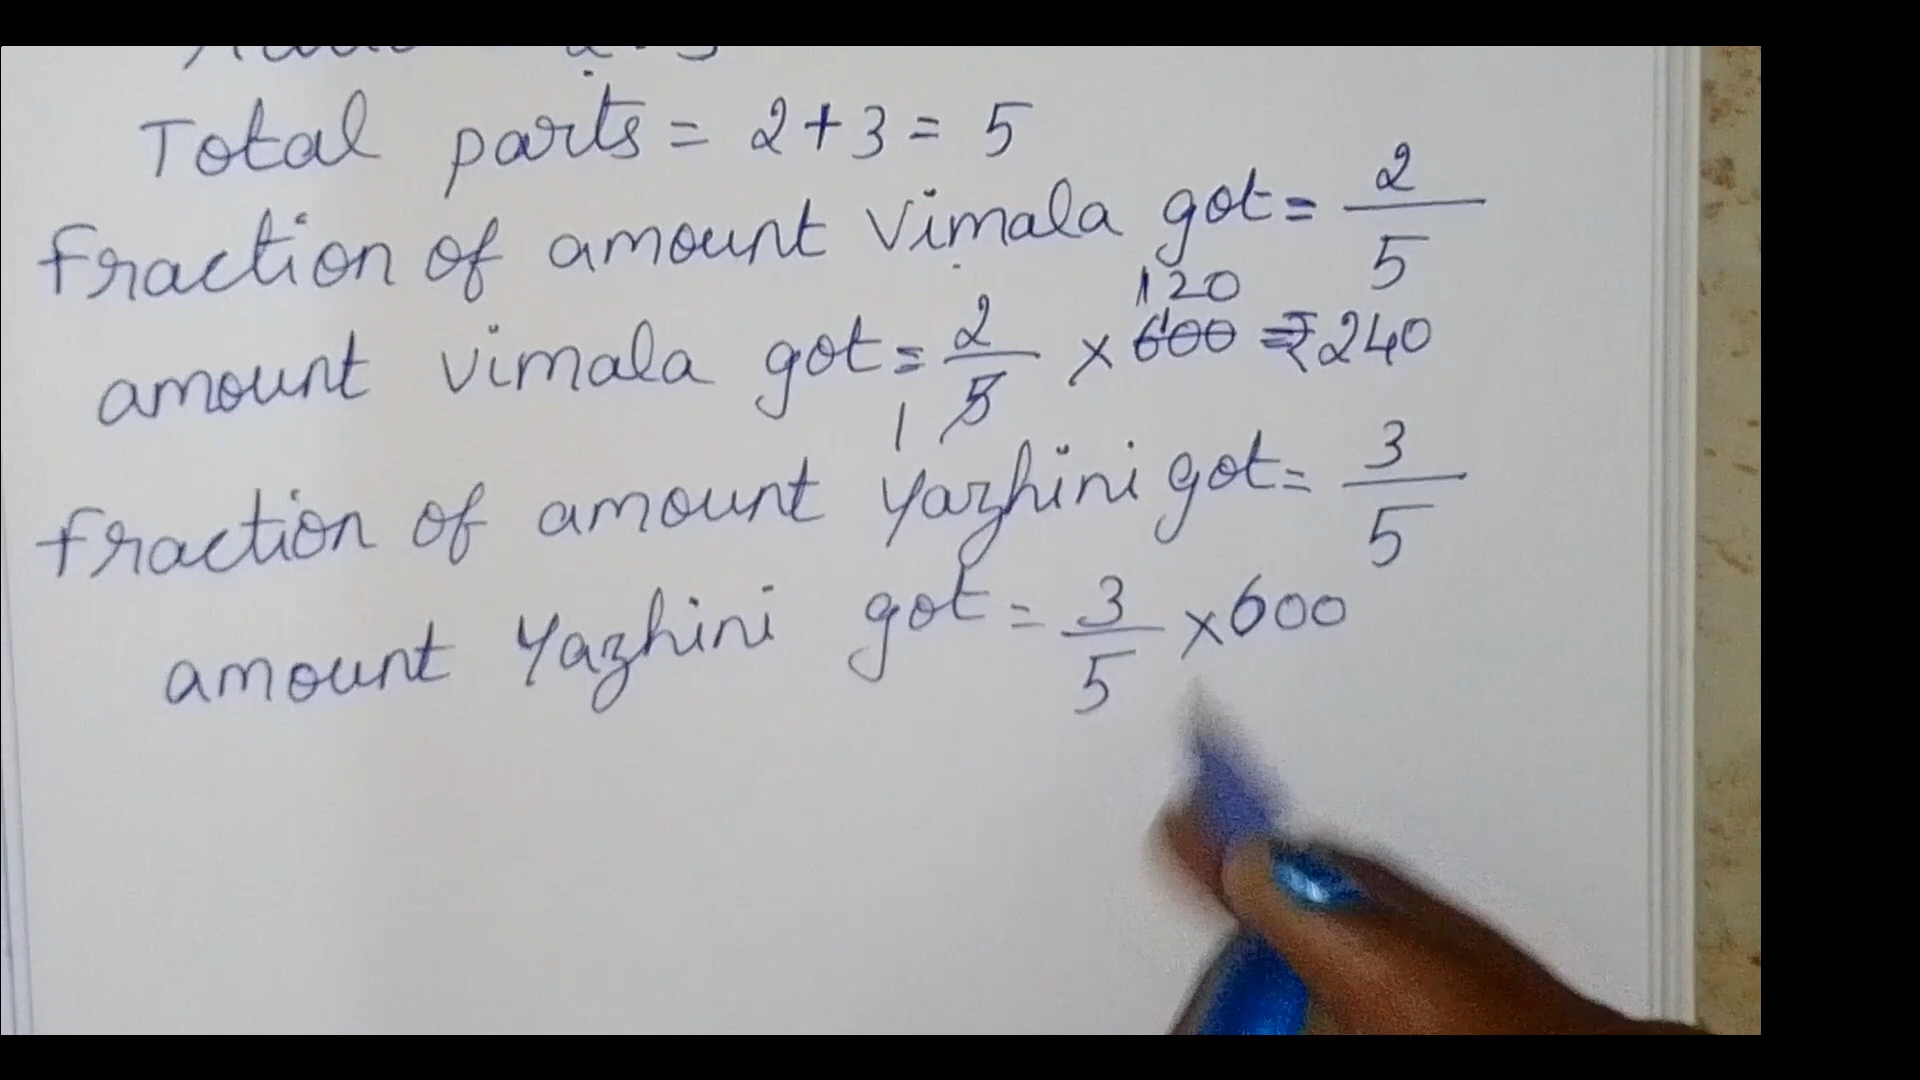 Total parts = 2 + 3 = 5
Fraction of amount Vimala got = 2/5
amount Vimala got = 2/5 × 600 = ₹240
120
1
Fraction of amount Yazhini got = 3/5
amount Yazhini got = 3/5 × 600